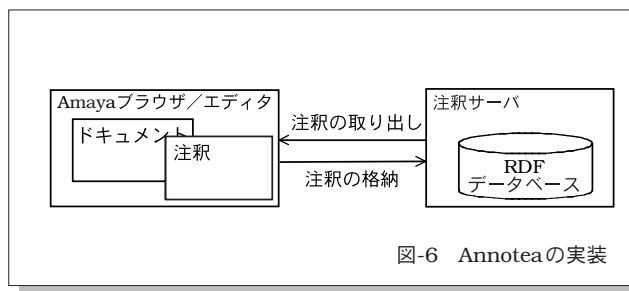 Amayaブラウザ／エディタ
ドキュメント
注釈
注釈の取り出し
注釈の格納
注釈サーバ
RDF
データベース
図-6　Annoteaの実装